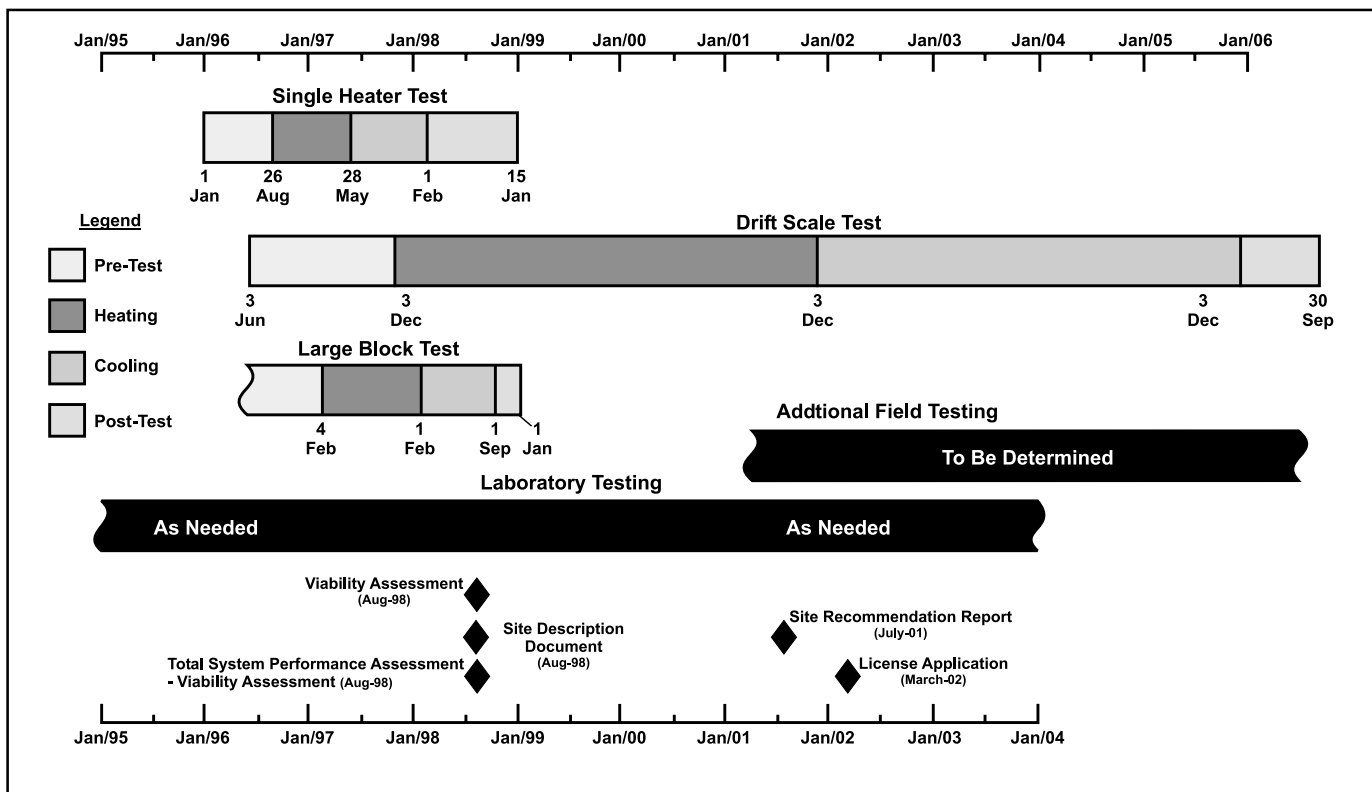 Jan/95 Jan/96 Jan/97 Jan/98 Jan/99 Jan/00 Jan/01 Jan/02 Jan/03 Jan/04 Jan/05 Jan/06
Single Heater Test
1 26 28 1 15
Jan Aug May Feb Jan
Legend
Pre-Test
Heating
Cooling
Post-Test
Drift Scale Test
3 3 3 3 30
Jun Dec Dec Dec Sep
Large Block Test
4 1 1 1
Feb Feb Sep Jan
Addtional Field Testing
To Be Determined
Laboratory Testing
As Needed As Needed
Viability Assessment
(Aug-98)
Site Description
Document
(Aug-98)
Total System Performance Assessment
- Viability Assessment (Aug-98)
Site Recommendation Report
(July-01)
License Application
(March-02)
Jan/95 Jan/96 Jan/97 Jan/98 Jan/99 Jan/00 Jan/01 Jan/02 Jan/03 Jan/04